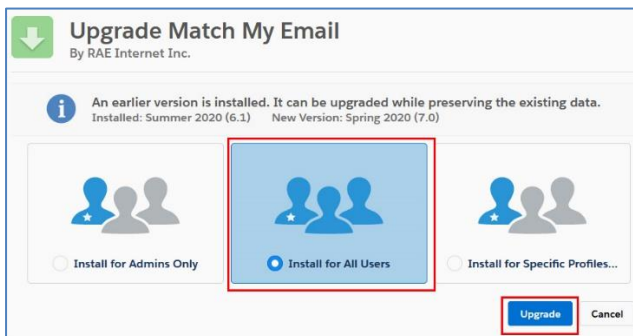 Upgrade Match My Email
By RAE Internet Inc.
An earlier version is installed. It can be upgraded while preserving the existing data.
Installed: Summer 2020 (6.1) New Version: Spring 2020 (7.0)
Install for Admins Only
Install for All Users
Install for Specific Profiles...
Upgrade
Cancel